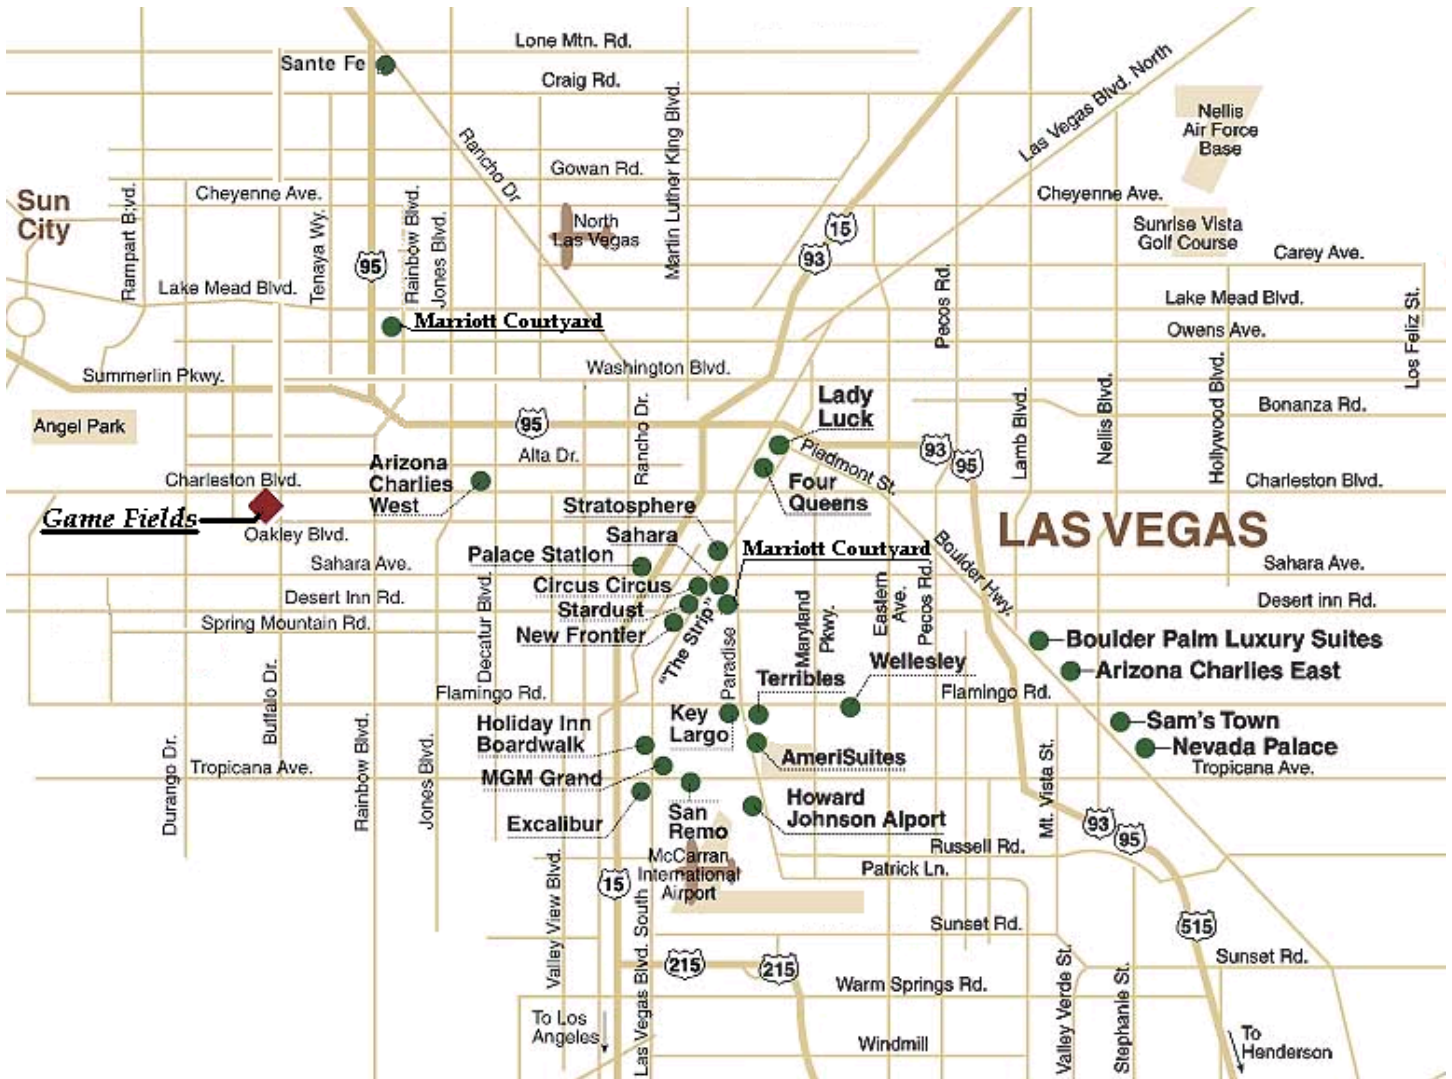 Lone Mtn. Rd.
Sante Fe
Craig Rd.
Las Vegas Blvd. North
Nellis
Air Force
Base
Rancho Dr
Martin Luther King Blvd.
Gowan Rd.
Sun
City
Rampart B:vd.
Cheyenne Ave.
Cheyenne Ave.
Tenaya Wy.
Rainbow Blvd.
Jones Blvd.
North
Las Vegas
15
93
95
Sunrise Vista
Golf Course
Carey Ave.
Lake Mead Blvd.
Lake Mead Blvd.
Pecos Rd.
Los Feliz St.
Marriott Courtyard
Owens Ave.
Summerlin Pkwy.
Washington Blvd.
Hollywood Blvd.
Nellis Blvd.
Lamb Blvd.
Bonanza Rd.
Angel Park
95
Rancho Dr.
Lady
Luck
93
95
Alta Dr.
Piedmont St.
Arizona
Charlies
West
Charleston Blvd.
Charleston Blvd.
Four
Queens
Game Fields
Oakley Blvd.
Stratosphere
Sahara
LAS VEGAS
Marriott Courtyard
Boulder Hwy.
Palace Station
Sahara Ave.
Sahara Ave.
Circus Circus
Desert Inn Rd.
Desert inn Rd.
Stardust
Spring Mountain Rd.
New Frontier
"The Strip"
Decatur Blvd.
Paradise
Maryland
Pkwy.
Eastern
Ave.
Pecos Rd.
Boulder Palm Luxury Suites
Wellesley
Arizona Charlies East
Terribles
Flamingo Rd.
Flamingo Rd.
Buffalo Dr.
Key
Largo
Sam's Town
Holiday Inn
Boardwalk
Nevada Palace
AmeriSuites
Tropicana Ave.
Tropicana Ave.
Durango Dr.
Rainbow Blvd.
Jones Blvd.
MGM Grand
Mt. Vista St.
San
Remo
Howard
Johnson Alport
Excalibur
93
95
Russell Rd.
McCarran
International
Airport
Patrick Ln.
15
Valley View Blvd.
Las Vegas Blvd. South
Sunset Rd.
515
Sunset Rd.
215
215
Warm Springs Rd.
Valley Verde St.
Stephanie St.
To Los
Angeles
Windmill
To
Henderson